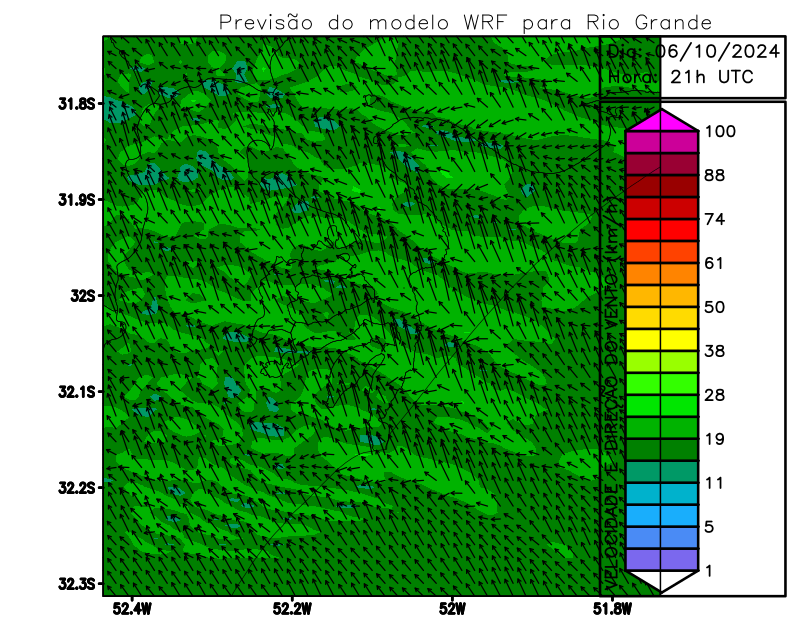 Previsão do modelo WRF para Rio Grande
Dia: 06/10/2024
Hora: 21h UTC
31.8S
31.9S
32S
32.1S
32.2S
32.3S
52.4W
52.2W
52W
51.8W
VELOCIDADE E DIREÇÃO DO VENTO (km/h)
100
88
74
61
50
38
28
19
11
5
1